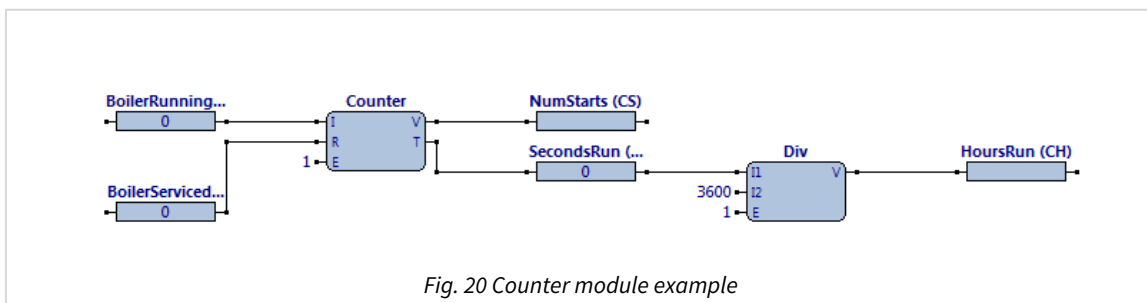 BoilerRunning...
0
Counter
I
R
1 E
V
T
NumStarts (CS)
BoilerServiced...
0
SecondsRun (...
0
Div
I1
3600 I2
1 E
V
HoursRun (CH)
Fig. 20 Counter module example